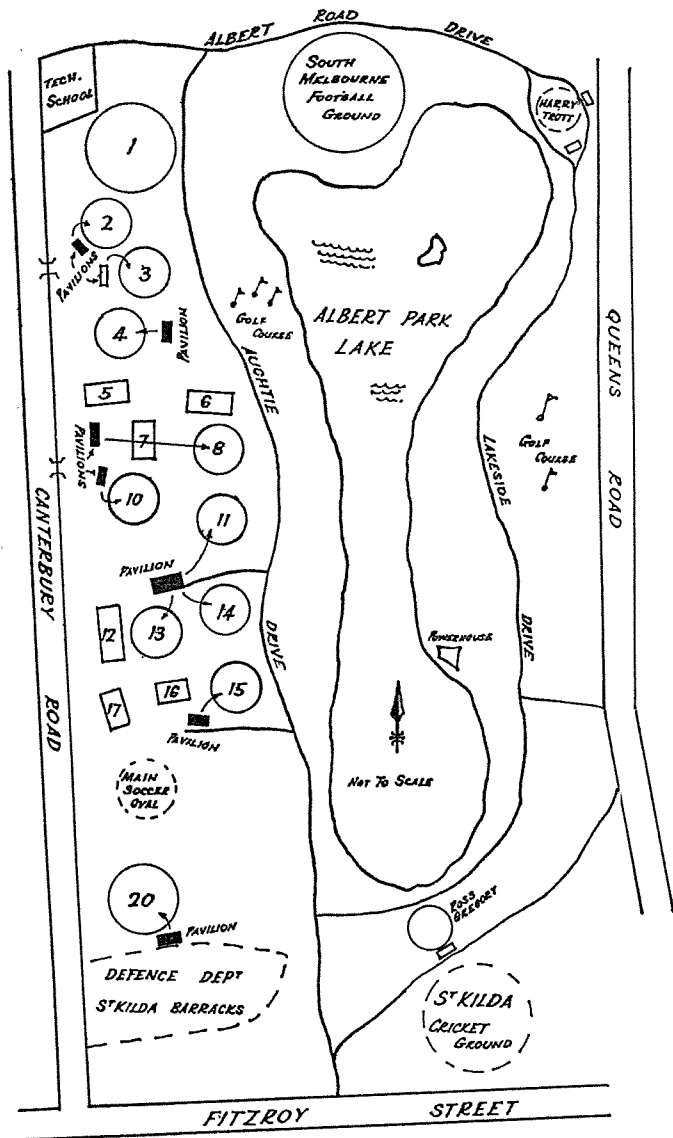 ALBERT ROAD DRIVE
TECH.
SCHOOL
SOUTH
MELBOURNE
FOOTBALL
GROUND
HARRY
TROTT
1
2
3
PAVILIONS
4
PAVILION
GOLF
COURSE
ALBERT PARK
LAKE
5
6
7
8
PAVILIONS
10
11
AUGHTIE
DRIVE
QUEENS
ROAD
GOLF
COURSE
LAKESIDE
DRIVE
CANTERBURY
ROAD
PAVILION
12
13
14
POWERHOUSE
15
16
17
PAVILION
MAIN
SOCCER
OVAL
NOT TO SCALE
20
PAVILION
ROSS
GREGORY
DEFENCE DEPT
ST KILDA BARRACKS
ST KILDA
CRICKET
GROUND
FITZROY STREET